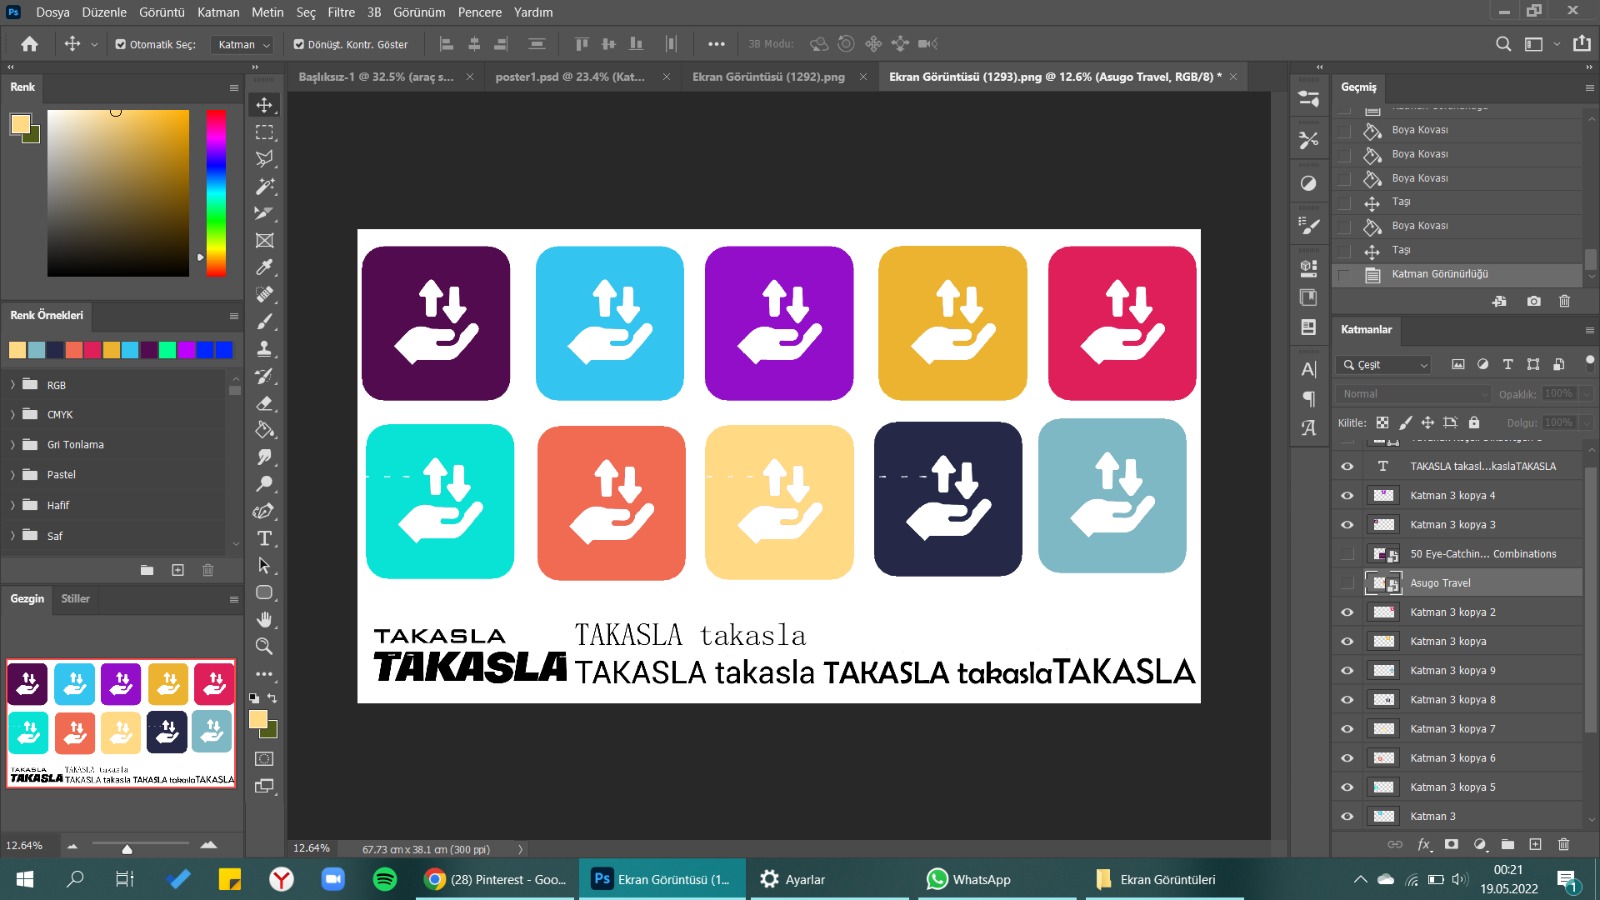 Ps Dosya Düzenle Görüntü Katman Metin Seç Filtre 3B Görünüm Pencere Yardım
Otomatik Seç: Katman Dönüşt. Kontr. Göster 3B Modu:
Renk
Başlıksız-1 @ 32.5% (araç s... poster1.psd @ 23.4% (Kat... Ekran Görüntüsü (1292).png Ekran Görüntüsü (1293).png @ 12.6% (Asugo Travel, RGB/8) *
Geçmiş
Katman Görünürlüğü
Boya Kovası
Boya Kovası
Boya Kovası
Taşı
Boya Kovası
Taşı
Katman Görünürlüğü
Renk Örnekleri
RGB
CMYK
Gri Tonlama
Pastel
Hafif
Saf
Gezgin Stiller
TAKASLA
TAKASLA
TAKASLA takasla
TAKASLA takasla TAKASLA takaslaTAKASLA
TAKASLA
TAKASLA
TAKASLA takasla
TAKASLA takasla TAKASLA takaslaTAKASLA
Katmanlar
Çeşit
Normal Opaklık: 100%
Kilitle: Dolgu: 100%
TAKASLA takasl...kaslaTAKASLA
Katman 3 kopya 4
Katman 3 kopya 3
50 Eye-Catchin... Combinations
Asugo Travel
Katman 3 kopya 2
Katman 3 kopya
Katman 3 kopya 9
Katman 3 kopya 8
Katman 3 kopya 7
Katman 3 kopya 6
Katman 3 kopya 5
Katman 3
fx
12.64%
12.64% 67.73 cm x 38.1 cm (300 ppi)
(28) Pinterest - Goo... Ps Ekran Görüntüsü (1... Ayarlar WhatsApp Ekran Görüntüleri
00:21
19.05.2022
1